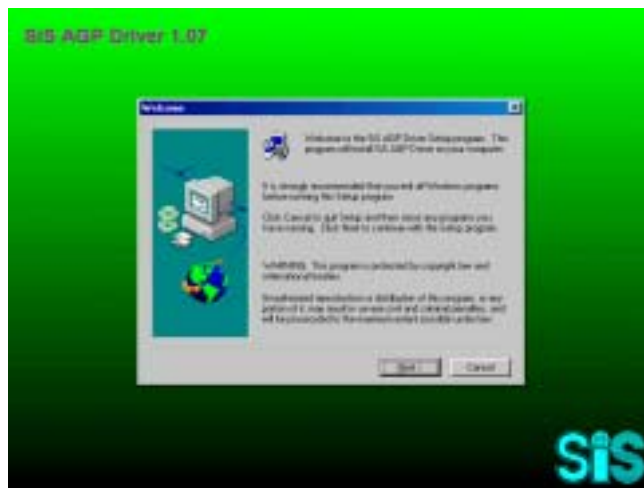 SiS AGP Driver 1.07
Welcome
Welcome to the SiS AGP Driver Setup program. This
program will install SiS AGP Driver on your computer.
It is strongly recommended that you exit all Windows programs
before running this Setup program.
Click Cancel to quit Setup and then close any programs you
have running. Click Next to continue with the Setup program.
WARNING: This program is protected by copyright law and
international treaties.
Unauthorized reproduction or distribution of this program, or any
portion of it, may result in severe civil and criminal penalties, and
will be prosecuted to the maximum extent possible under law.
Next >
Cancel
SiS